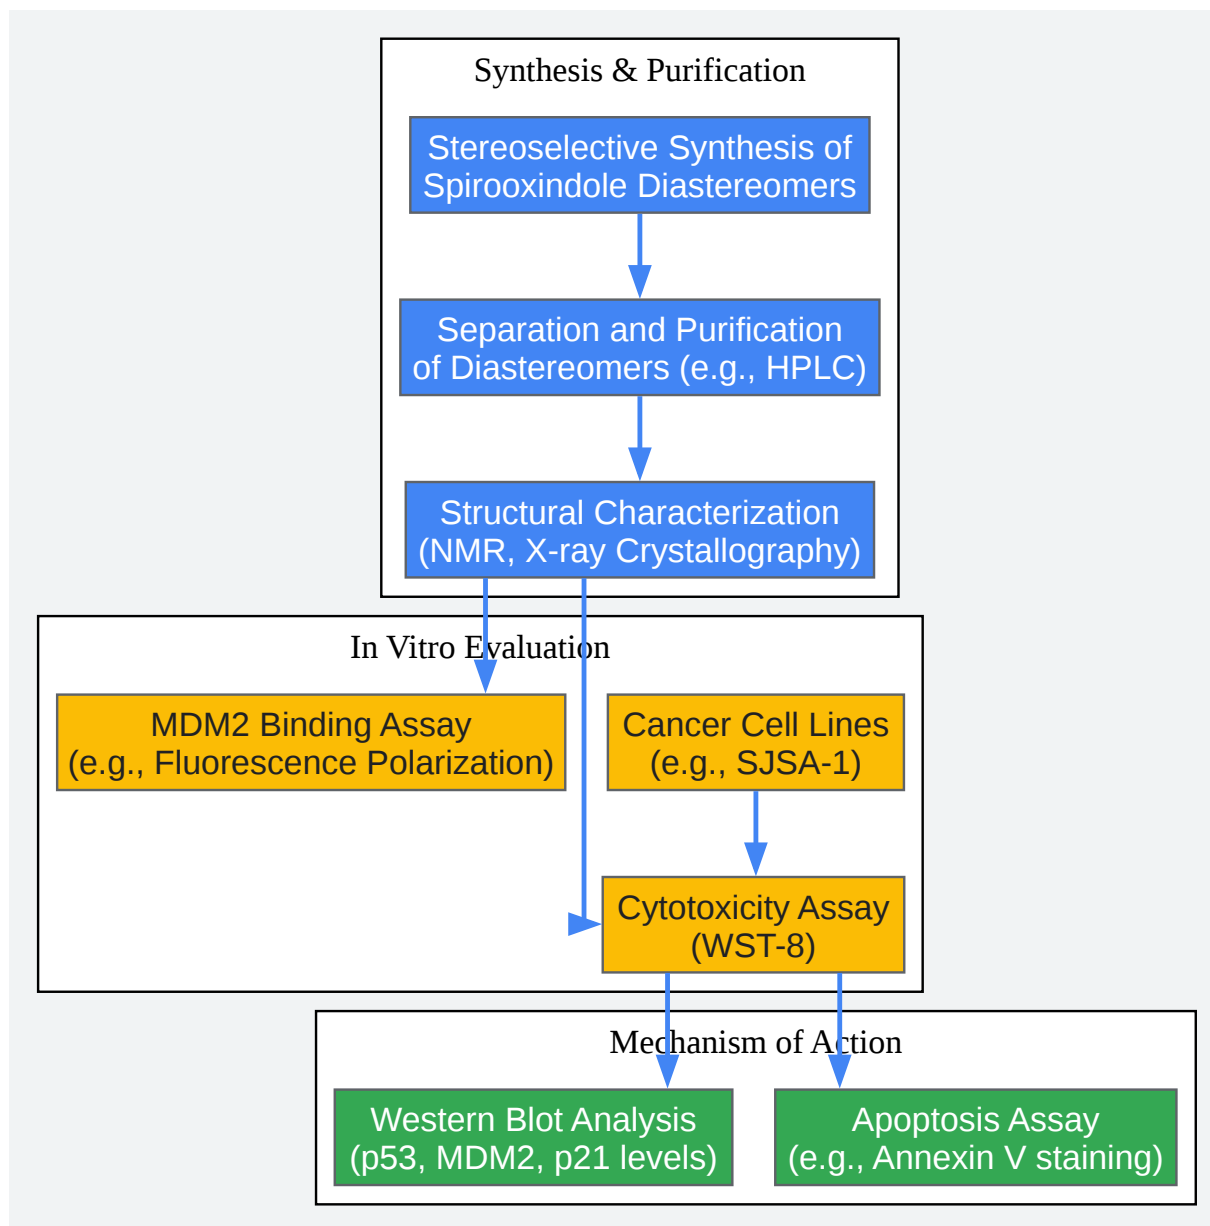 Synthesis & Purification
Stereoselective Synthesis of
Spirooxindole Diastereomers
Separation and Purification
of Diastereomers (e.g., HPLC)
Structural Characterization
(NMR, X-ray Crystallography)
In Vitro Evaluation
MDM2 Binding Assay
(e.g., Fluorescence Polarization)
Cancer Cell Lines
(e.g., SJSA-1)
Cytotoxicity Assay
(WST-8)
Mechanism of Action
Western Blot Analysis
(p53, MDM2, p21 levels)
Apoptosis Assay
(e.g., Annexin V staining)